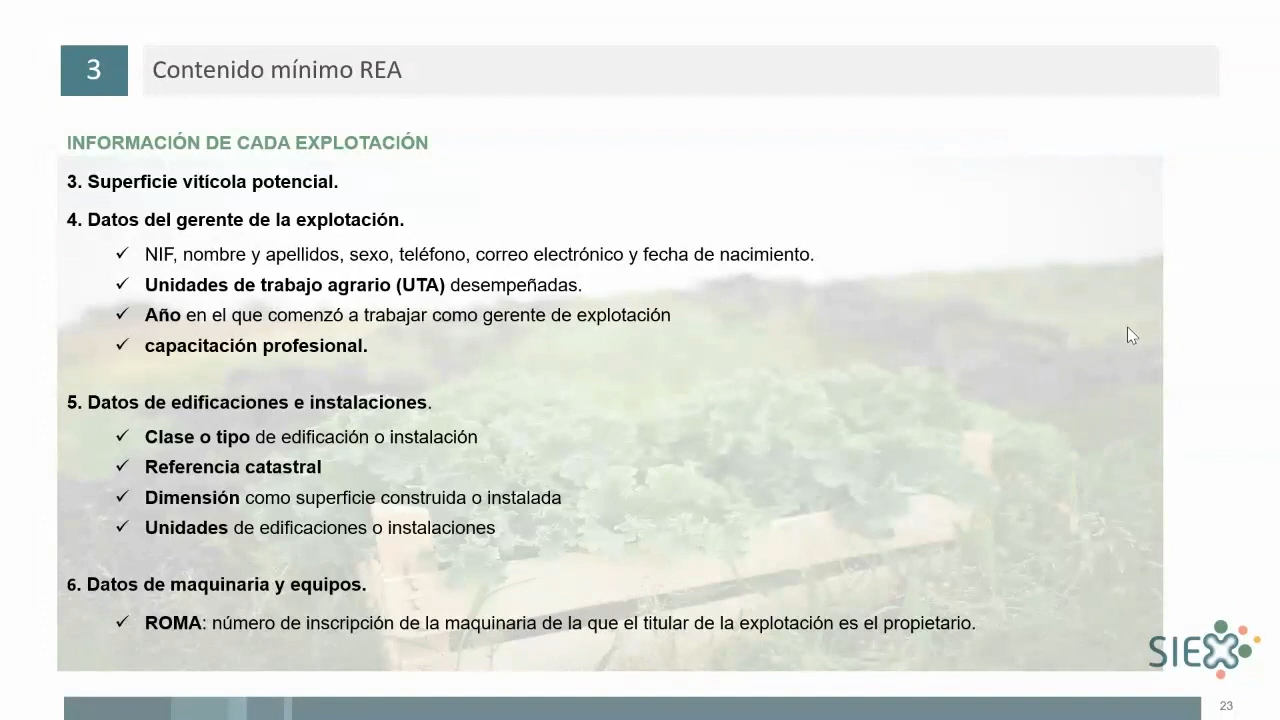 3
Contenido mínimo REA
INFORMACIÓN DE CADA EXPLOTACIÓN
3. Superficie vitícola potencial.
4. Datos del gerente de la explotación.
✓ NIF, nombre y apellidos, sexo, teléfono, correo electrónico y fecha de nacimiento.
✓ Unidades de trabajo agrario (UTA) desempeñadas.
✓ Año en el que comenzó a trabajar como gerente de explotación
✓ capacitación profesional.
5. Datos de edificaciones e instalaciones.
✓ Clase o tipo de edificación o instalación
✓ Referencia catastral
✓ Dimensión como superficie construida o instalada
✓ Unidades de edificaciones o instalaciones
6. Datos de maquinaria y equipos.
✓ ROMA: número de inscripción de la maquinaria de la que el titular de la explotación es el propietario.
SIEX
23